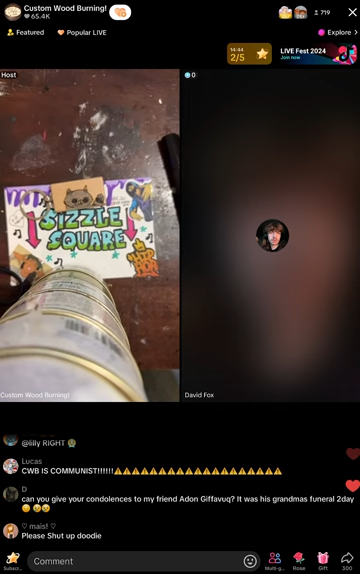 Custom Wood Burning!
65.4K
719
Featured
Popular LIVE
Explore >
14:44
2/5
LIVE Fest 2024
Join now
Host
0
SIZZLE
SQUARE
Custom Wood Burning!
David Fox
@lilly RIGHT
Lucas
CWB IS COMMUNIST!!!!!!
D
can you give your condolences to my friend Adon Giffavuq? It was his grandmas funeral 2day
♡ mais! ♡
Please Shut up doodie
Subscr...
Comment
Multi-g...
Rose
Gift
300